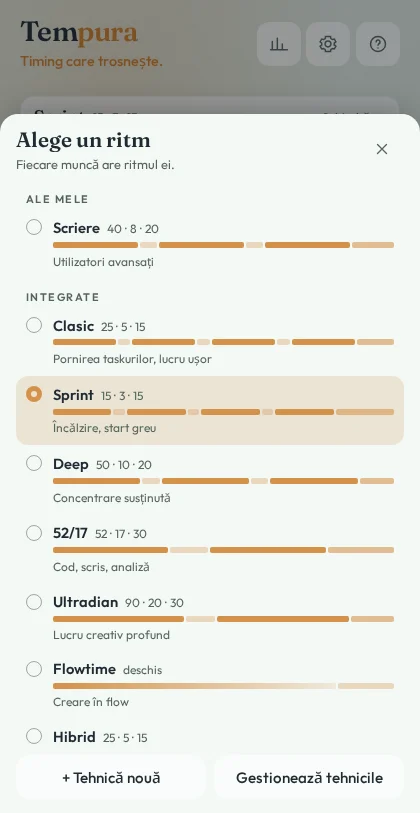 Tempura
Timing care trosnește.
Alege un ritm
Fiecare muncă are ritmul ei.
ALE MELE
Scriere 40 · 8 · 20
Utilizatori avansați
INTEGRATE
Clasic 25 · 5 · 15
Pornirea taskurilor, lucru ușor
Sprint 15 · 3 · 15
Încălzire, start greu
Deep 50 · 10 · 20
Concentrare susținută
52/17 52 · 17 · 30
Cod, scris, analiză
Ultradian 90 · 20 · 30
Lucru creativ profund
Flowtime deschis
Creare în flow
Hibrid 25 · 5 · 15
+ Tehnică nouă
Gestionează tehnicile